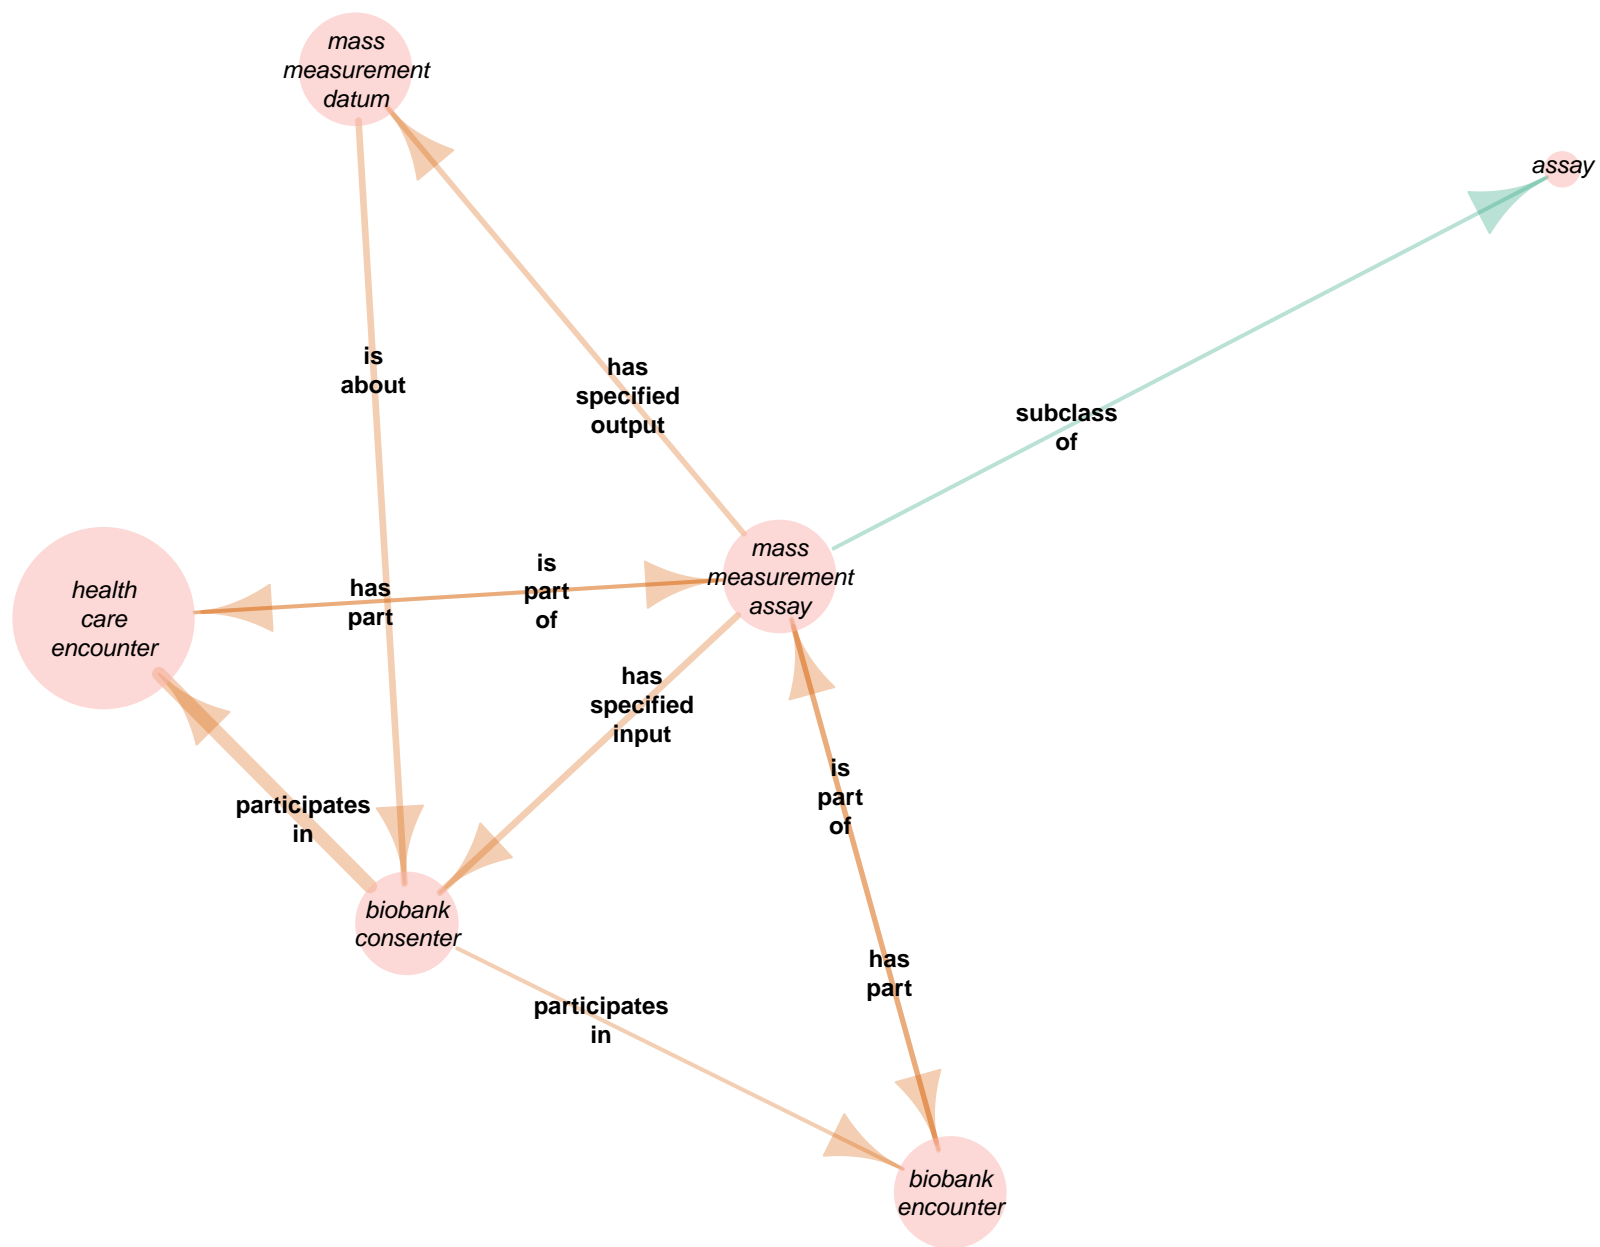 mass
measurement
datum
assay
is
about
has
specified
output
subclass
of
mass
measurement
assay
is
part
of
has
part
health
care
encounter
has
specified
input
participates
in
is
part
of
biobank
consenter
has
part
participates
in
biobank
encounter